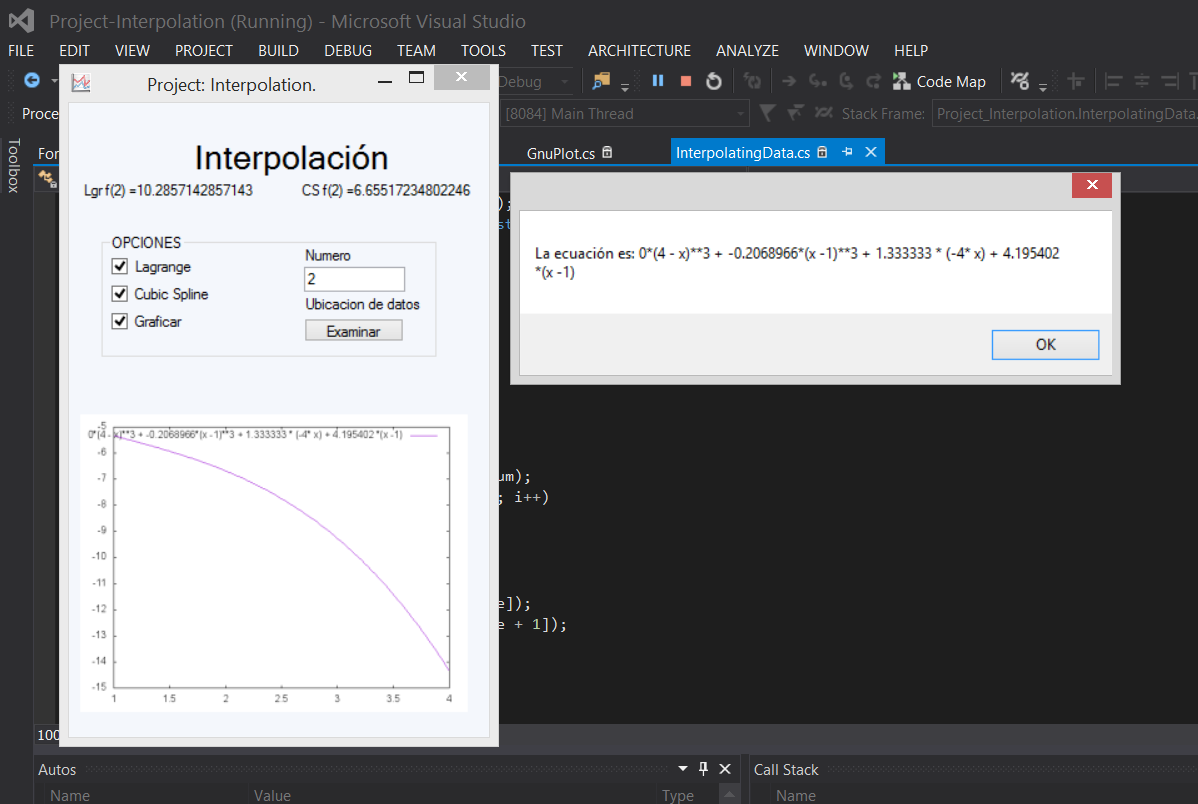 Project-Interpolation (Running) - Microsoft Visual Studio
FILE EDIT VIEW PROJECT BUILD DEBUG TEAM TOOLS TEST ARCHITECTURE ANALYZE WINDOW HELP
Project: Interpolation.
Debug
Code Map
Proce
[8084] Main Thread
Stack Frame:
Project_Interpolation.InterpolatingData.
Toolbox
For
GnuPlot.cs
InterpolatingData.cs
Interpolación
Lgr f(2) =10.2857142857143
CS f(2) =6.65517234802246
OPCIONES
Lagrange
Cubic Spline
Graficar
Numero
2
Ubicacion de datos
Examinar
0*(4 - x)**3 + -0.2068966*(x -1)**3 + 1.333333 * (-4* x) + 4.195402 *(x -1)
-5
-6
-7
-8
-9
-10
-11
-12
-13
-14
-15
1 1.5 2 2.5 3 3.5 4
La ecuación es: 0*(4 - x)**3 + -0.2068966*(x -1)**3 + 1.333333 * (-4* x) + 4.195402
*(x -1)
OK
);
st
um);
; i++)
e]);
e + 1]);
100
Autos
Name Value Type
Call Stack
Name